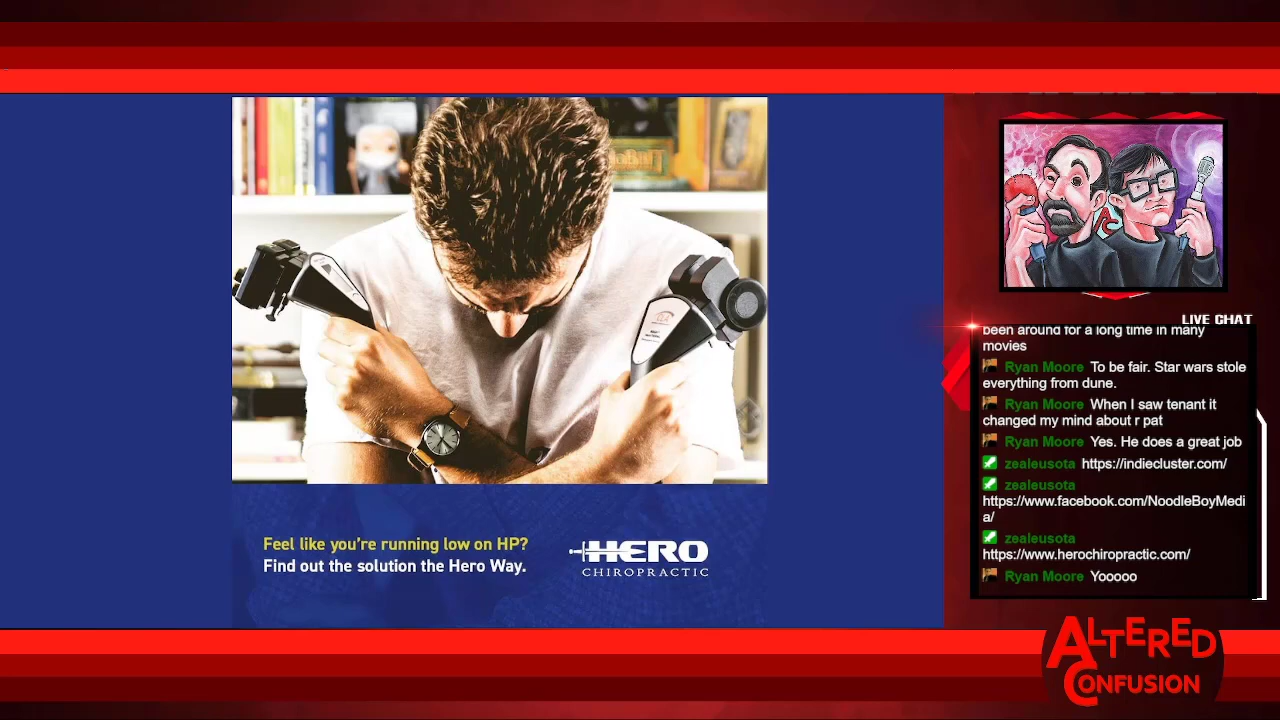 Feel like you're running low on HP?
Find out the solution the Hero Way.
HERO
CHIROPRACTIC
LIVE CHAT
been around for a long time in many
movies
Ryan Moore To be fair. Star wars stole
everything from dune.
Ryan Moore When I saw tenant it
changed my mind about r pat
Ryan Moore Yes. He does a great job
zealeusota https://indiecluster.com/
zealeusota
https://www.facebook.com/NoodleBoyMedi
a/
zealeusota
https://www.herochiropractic.com/
Ryan Moore Yooooo
ALTERED
CONFUSION